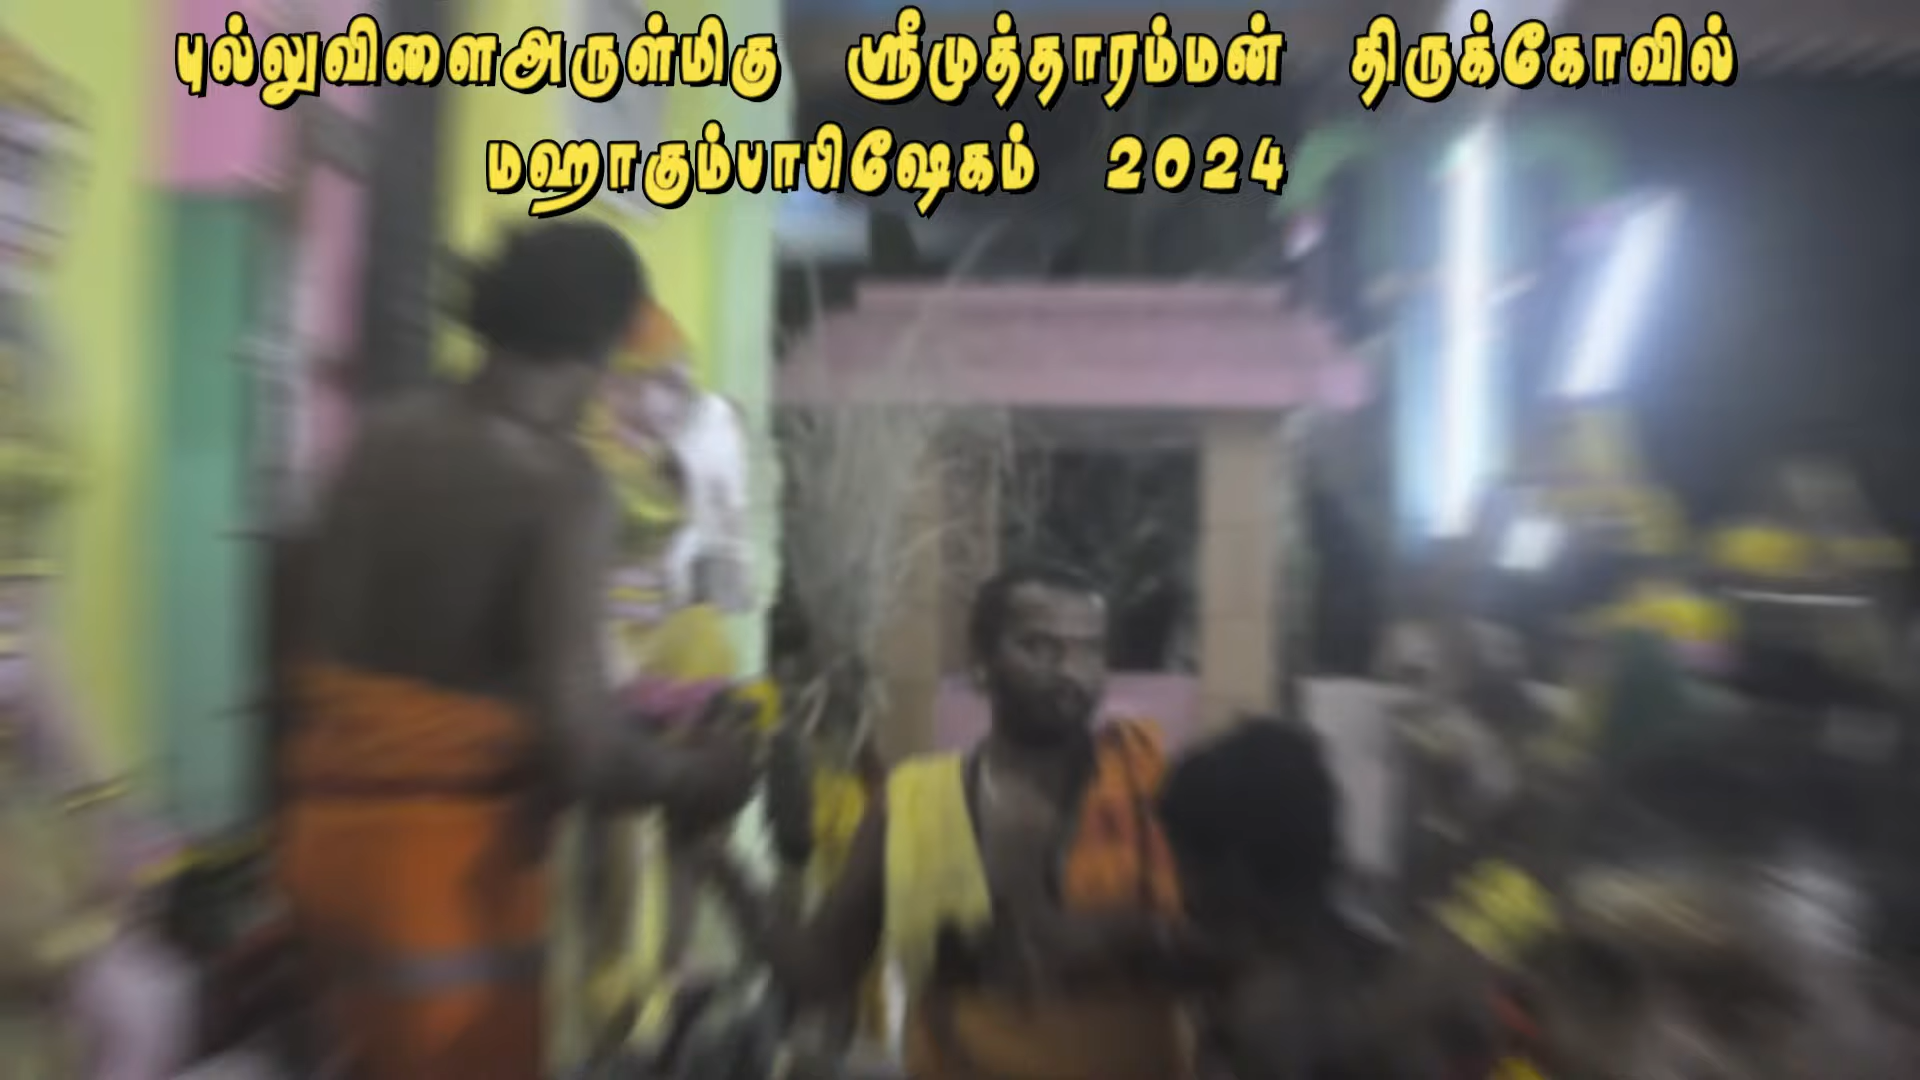 புல்லுவிளைஅருள்மிகு ஸ்ரீமுத்தாரம்மன் திருக்கோவில்
மஹாகும்பாபிஷேகம் 2024